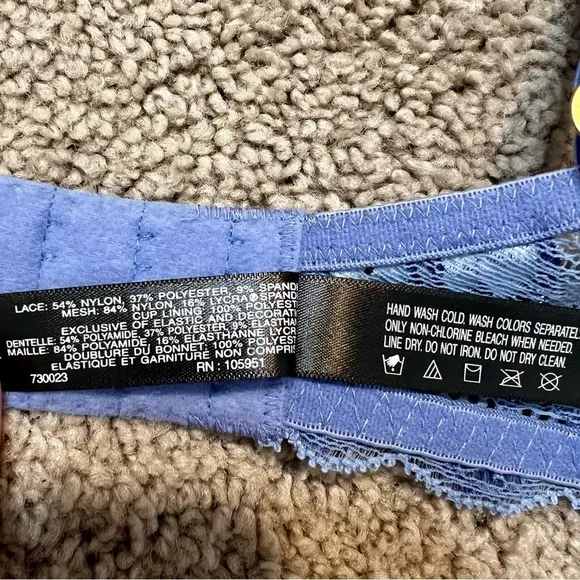 LACE: 54% NYLON, 37% POLYESTER, 9% SPAND
MESH: 84% NYLON, 16% LYCRA® SPAND
CUP LINING: 100% POLYEST
EXCLUSIVE OF ELASTIC AND DECORATI
DENTELLE: 54% POLYAMIDE, 37% POLYESTER, 9% ELASTHA
MAILLE: 84% POLYAMIDE, 16% ELASTHANNE LYCR
DOUBLURE DU BONNET: 100% POLYEST
ELASTIQUE ET GARNITURE NON COMPRIS
RN: 105951
730023
HAND WASH COLD. WASH COLORS SEPARATEL
ONLY NON-CHLORINE BLEACH WHEN NEEDED.
LINE DRY. DO NOT IRON. DO NOT DRY CLEAN.